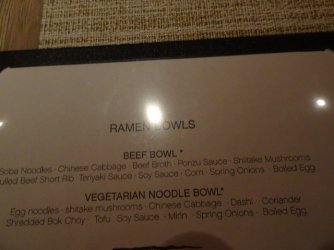 RAMEN BOWLS
BEEF BOWL *
Soba Noodles · Chinese Cabbage · Beef Broth · Ponzu Sauce · Shiitake Mushrooms
Pulled Beef Short Rib · Teriyaki Sauce · Soy Sauce · Corn · Spring Onions · Boiled Egg
VEGETARIAN NOODLE BOWL*
Egg noodles · shitake mushrooms · Chinese Cabbage · Dashi · Coriander
Shredded Bok Choy · Tofu · Soy Sauce · Mirin · Spring Onions · Boiled Egg